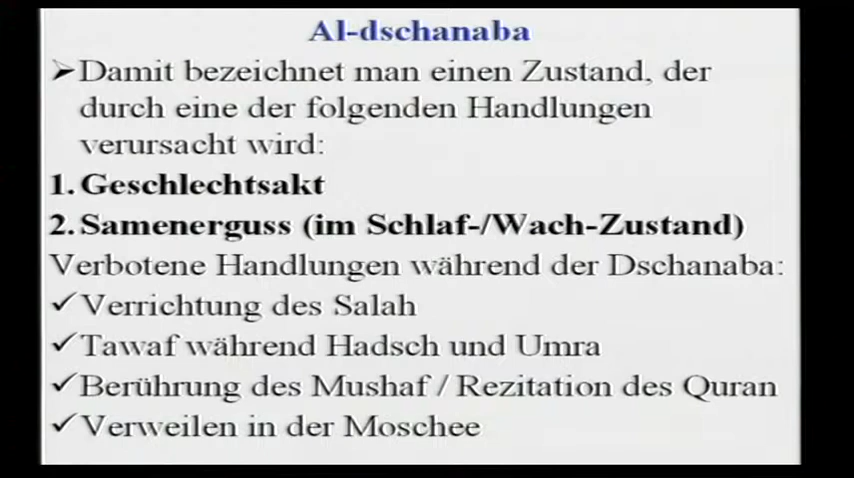 Al-dschanaba
➢Damit bezeichnet man einen Zustand, der
durch eine der folgenden Handlungen
verursacht wird:
1. Geschlechtsakt
2. Samenerguss (im Schlaf-/Wach-Zustand)
Verbotene Handlungen während der Dschanaba:
✓Verrichtung des Salah
✓Tawaf während Hadsch und Umra
✓Berührung des Mushaf / Rezitation des Quran
✓Verweilen in der Moschee